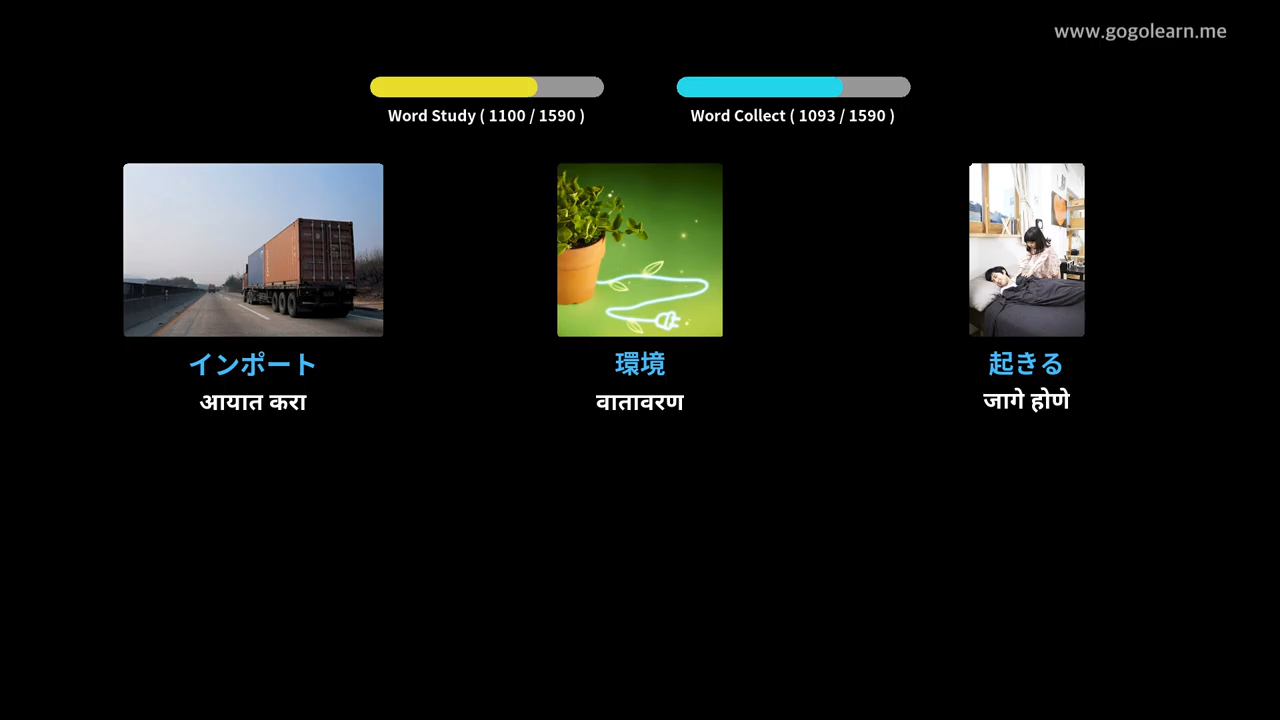 www.gogolearn.me
Word Study ( 1100 / 1590 )
Word Collect ( 1093 / 1590 )
インポート
環境
起きる
आयात करा
वातावरण
जागे होणे